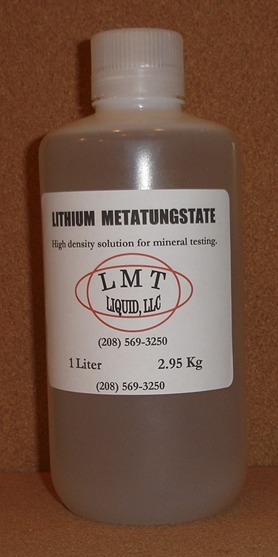 LITHIUM METATUNGSTATE
High density solution for mineral testing.
L M T
LIQUID, LLC
(208) 569-3250
1 Liter 2.95 Kg
(208) 569-3250